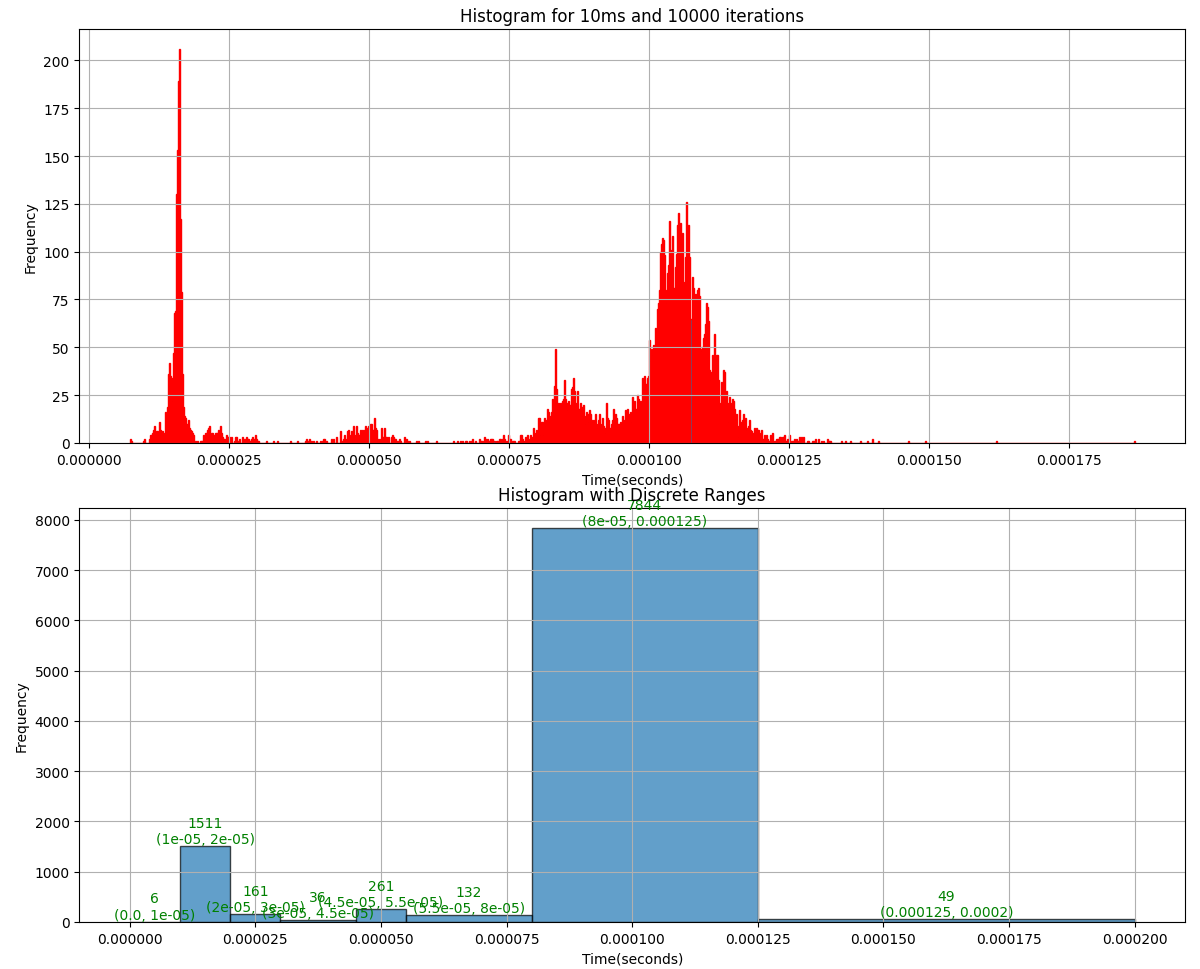 Histogram for 10ms and 10000 iterations
200
175
150
125
100
75
50
25
0
Frequency
0.000000 0.000025 0.000050 0.000075 0.000100 0.000125 0.000150 0.000175
Time(seconds)
Histogram with Discrete Ranges
8000
7000
6000
5000
4000
3000
2000
1000
0
Frequency
6
(0.0, 1e-05)
1511
(1e-05, 2e-05)
161
(2e-05, 3e-05)
36
(3e-05, 4.5e-05)
261
(4.5e-05, 5.5e-05)
132
(5.5e-05, 8e-05)
7844
(8e-05, 0.000125)
49
(0.000125, 0.0002)
0.000000 0.000025 0.000050 0.000075 0.000100 0.000125 0.000150 0.000175 0.000200
Time(seconds)